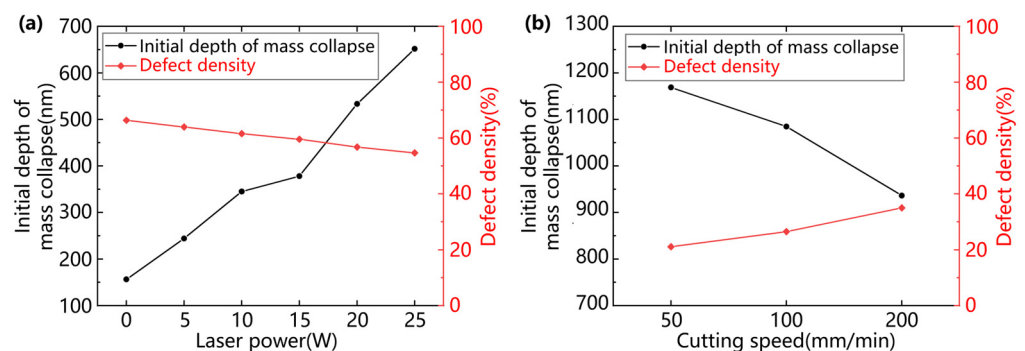 (a)
700
600
500
400
300
200
100
Initial depth of
mass collapse(nm)
Initial depth of mass collapse
Defect density
100
80
60
40
20
0
Defect density(%)
0 5 10 15 20 25
Laser power(W)
(b)
1300
1200
1100
1000
900
800
700
Initial depth of
mass collapse(nm)
Initial depth of mass collapse
Defect density
100
80
60
40
20
0
Defect density(%)
50 100 200
Cutting speed(mm/min)